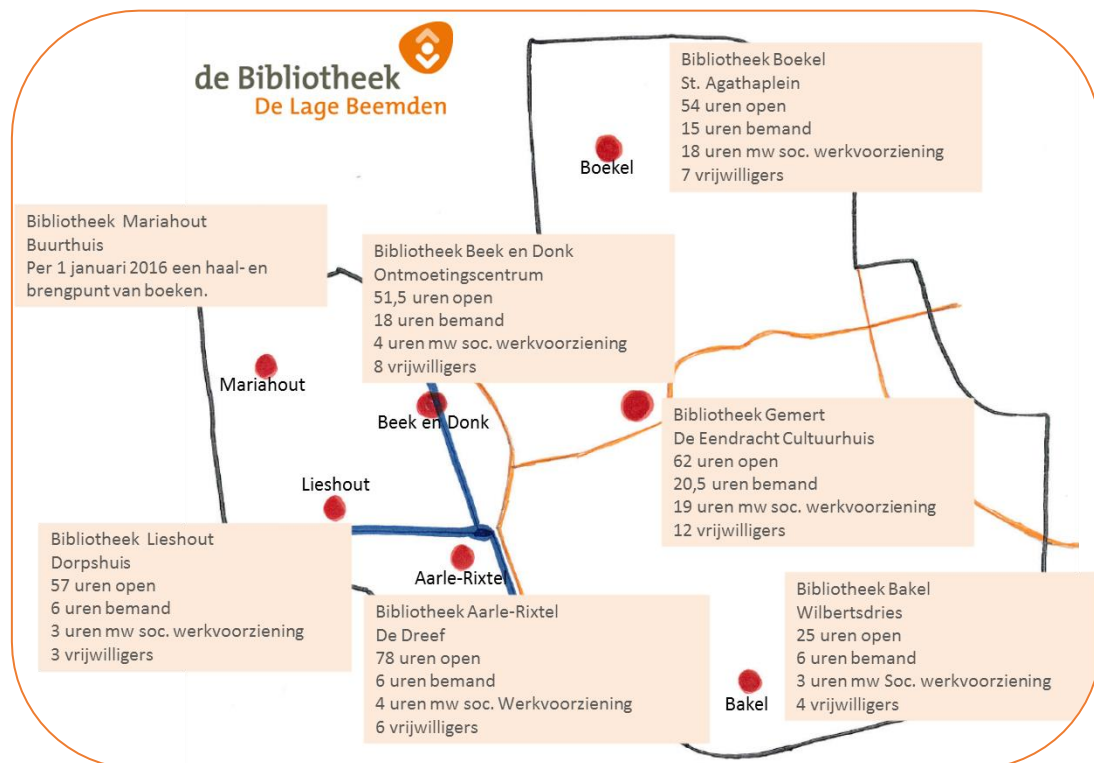 de Bibliotheek
De Lage Beemden
Bibliotheek Boekel
St. Agathaplein
54 uren open
15 uren bemand
18 uren mw soc. werkvoorziening
7 vrijwilligers
Boekel
Bibliotheek Mariahout
Buurthuis
Per 1 januari 2016 een haal- en
brengpunt van boeken.
Bibliotheek Beek en Donk
Ontmoetingscentrum
51,5 uren open
18 uren bemand
4 uren mw soc. werkvoorziening
8 vrijwilligers
Mariahout
Beek en Donk
Bibliotheek Gemert
De Eendracht Cultuurhuis
62 uren open
20,5 uren bemand
19 uren mw soc. werkvoorziening
12 vrijwilligers
Lieshout
Bibliotheek Lieshout
Dorpshuis
57 uren open
6 uren bemand
3 uren mw soc. werkvoorziening
3 vrijwilligers
Aarle-Rixtel
Bibliotheek Aarle-Rixtel
De Dreef
78 uren open
6 uren bemand
4 uren mw soc. Werkvoorziening
6 vrijwilligers
Bakel
Bibliotheek Bakel
Wilbertsdries
25 uren open
6 uren bemand
3 uren mw Soc. werkvoorziening
4 vrijwilligers